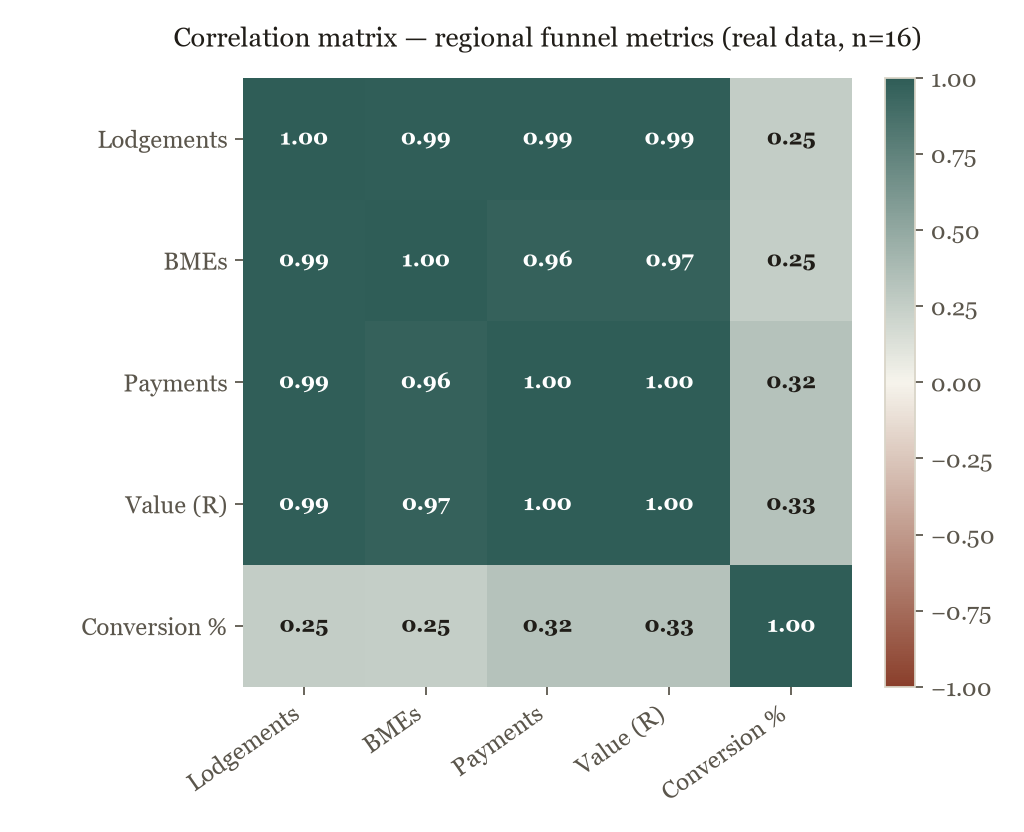 Correlation matrix — regional funnel metrics (real data, n=16)
Lodgements 1.00 0.99 0.99 0.99 0.25
BMEs 0.99 1.00 0.96 0.97 0.25
Payments 0.99 0.96 1.00 1.00 0.32
Value (R) 0.99 0.97 1.00 1.00 0.33
Conversion % 0.25 0.25 0.32 0.33 1.00
Lodgements BMEs Payments Value (R) Conversion %
1.00
0.75
0.50
0.25
0.00
−0.25
−0.50
−0.75
−1.00